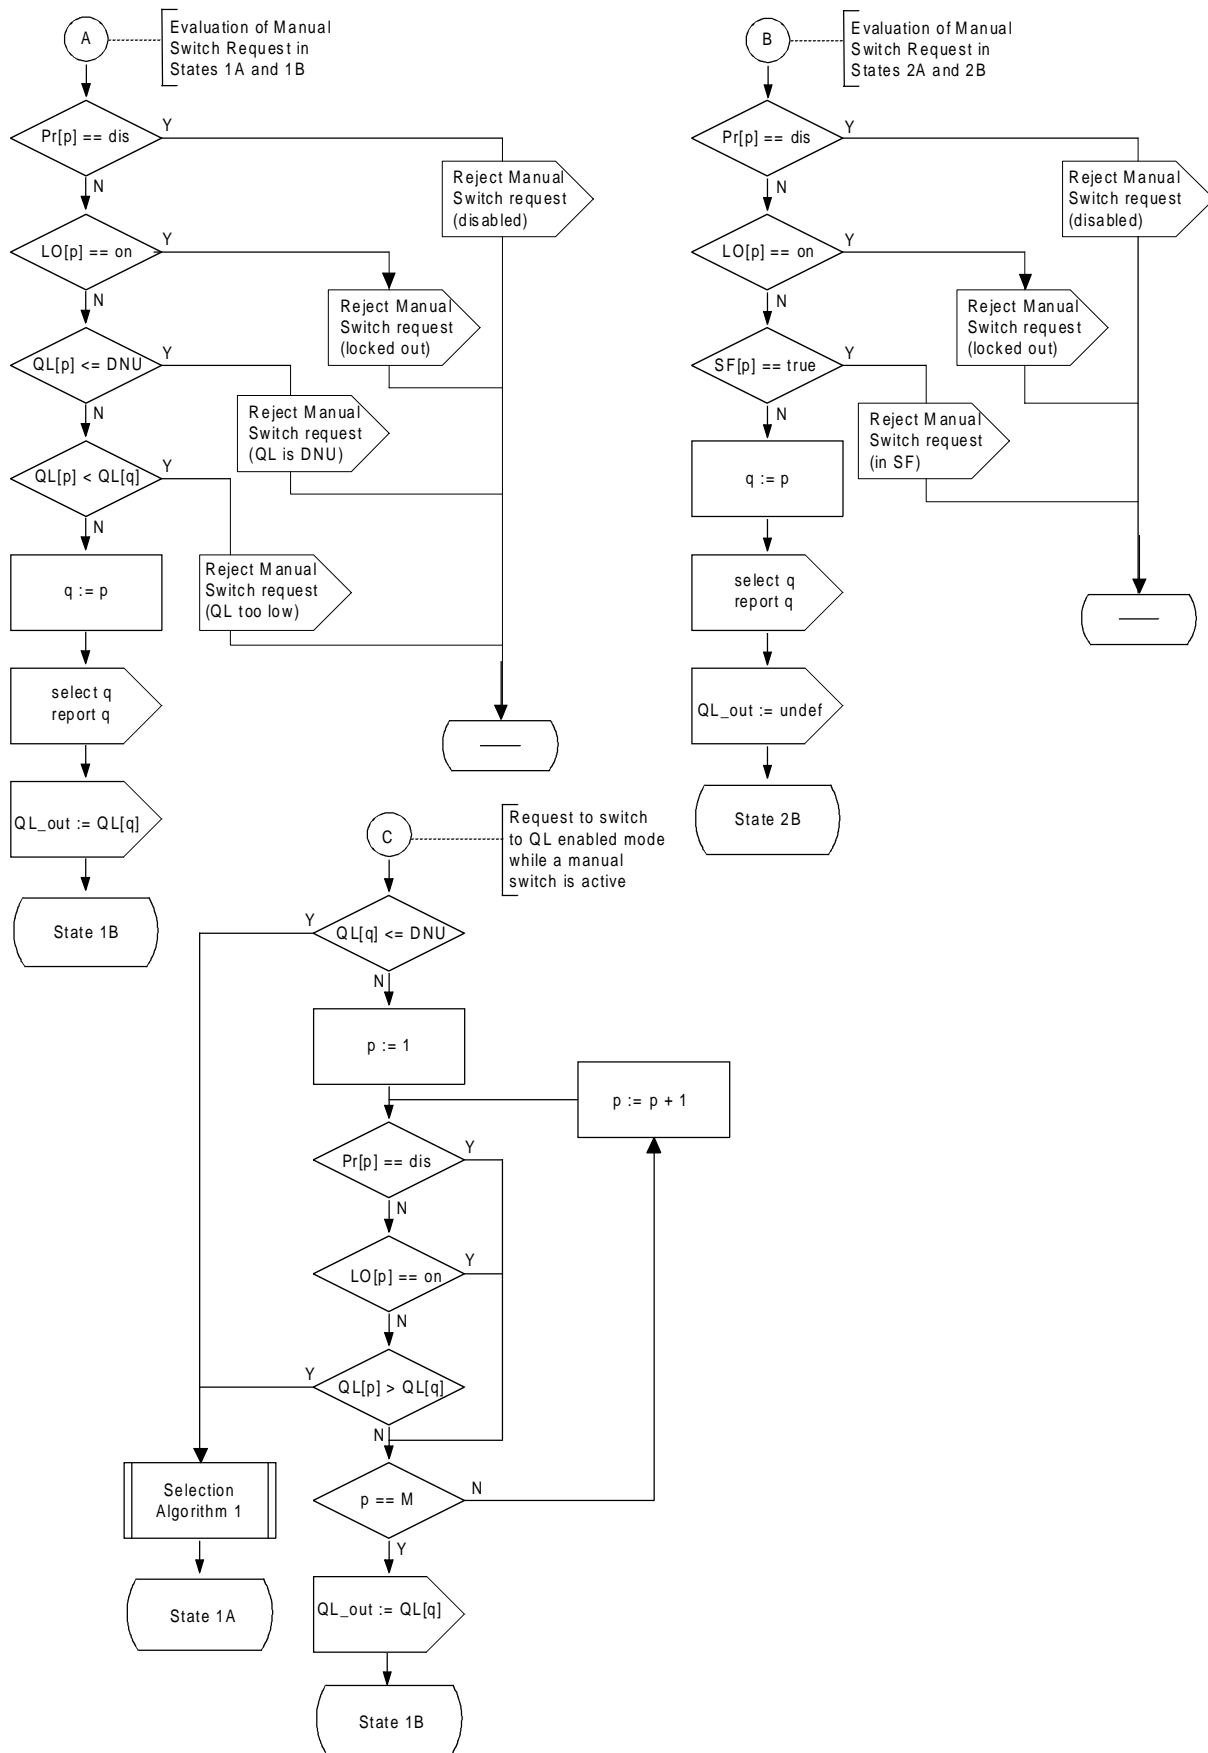 A
Evaluation of Manual
Switch Request in
States 1A and 1B
Pr[p] == dis
Y
N
Reject Manual
Switch request
(disabled)
LO[p] == on
Y
N
Reject Manual
Switch request
(locked out)
QL[p] <= DNU
Y
N
Reject Manual
Switch request
(QL is DNU)
QL[p] < QL[q]
Y
N
Reject Manual
Switch request
(QL too low)
q := p
select q
report q
QL_out := QL[q]
State 1B
B
Evaluation of Manual
Switch Request in
States 2A and 2B
Pr[p] == dis
Y
N
Reject Manual
Switch request
(disabled)
LO[p] == on
Y
N
Reject Manual
Switch request
(locked out)
SF[p] == true
Y
N
Reject Manual
Switch request
(in SF)
q := p
select q
report q
QL_out := undef
State 2B
C
Request to switch
to QL enabled mode
while a manual
switch is active
Y
QL[q] <= DNU
N
p := 1
p := p + 1
Pr[p] == dis
Y
N
LO[p] == on
Y
N
Y
QL[p] > QL[q]
N
p == M
N
Y
Selection
Algorithm 1
State 1A
QL_out := QL[q]
State 1B